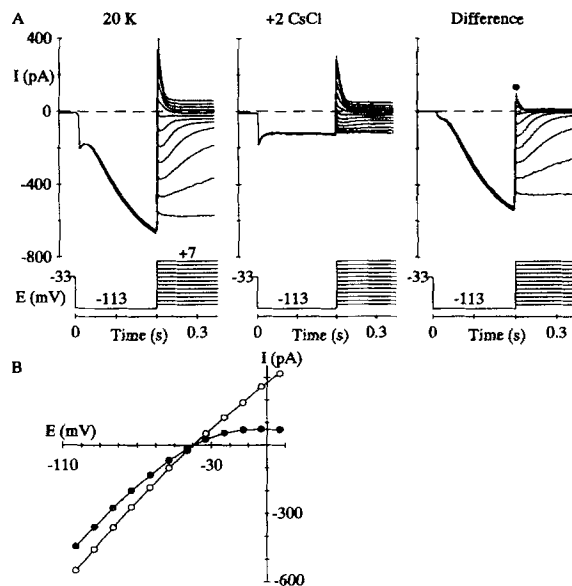 A
20 K
+2 CsCl
Difference
400
I (pA)
0
-400
-800
+7
-33
-33
-33
E (mV)
-113
-113
-113
0
0.3
0
0.3
0
0.3
Time (s)
Time (s)
Time (s)
B
I (pA)
E (mV)
-110
-30
-300
-600